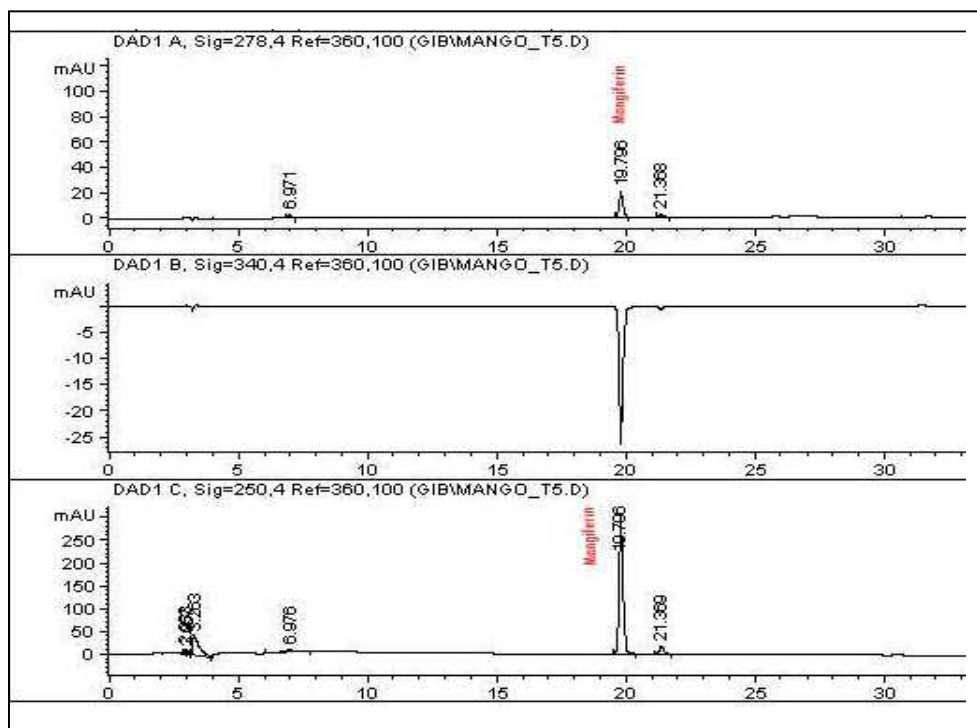 DAD1 A, Sig=278,4 Ref=360,100 (GIB\MANGO_T5.D)
mAU
100
80
60
40
20
0
6.971
19.796
Mangiferin
21.368
0 5 10 15 20 25 30
DAD1 B, Sig=340,4 Ref=360,100 (GIB\MANGO_T5.D)
mAU
-5
-10
-15
-20
-25
0 5 10 15 20 25 30
DAD1 C, Sig=250,4 Ref=360,100 (GIB\MANGO_T5.D)
mAU
250
200
150
100
50
0
3.263
6.976
Mangiferin
19.796
21.369
0 5 10 15 20 25 30